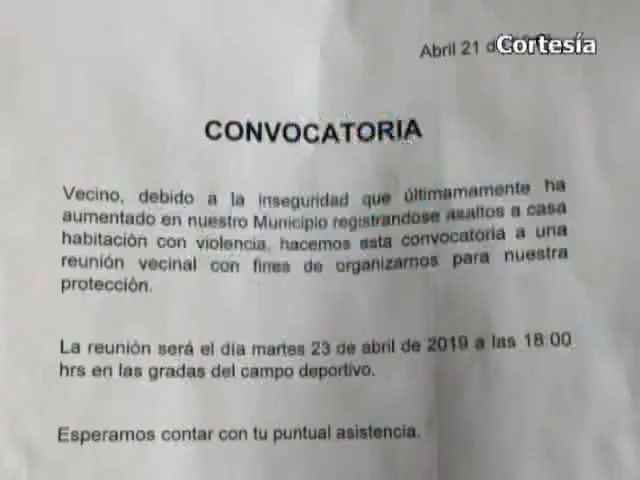 Abril 21 d
Cortesía
CONVOCATORIA
Vecino, debido a la inseguridad que últimamamente ha
aumentado en nuestro Municipio registrandose asaltos a casa
habitación con violencia, hacemos esta convocatoria a una
reunión vecinal con fines de organizarnos para nuestra
protección.
La reunión será el día martes 23 de abril de 2019 a las 18:00
hrs en las gradas del campo deportivo.
Esperamos contar con tu puntual asistencia.